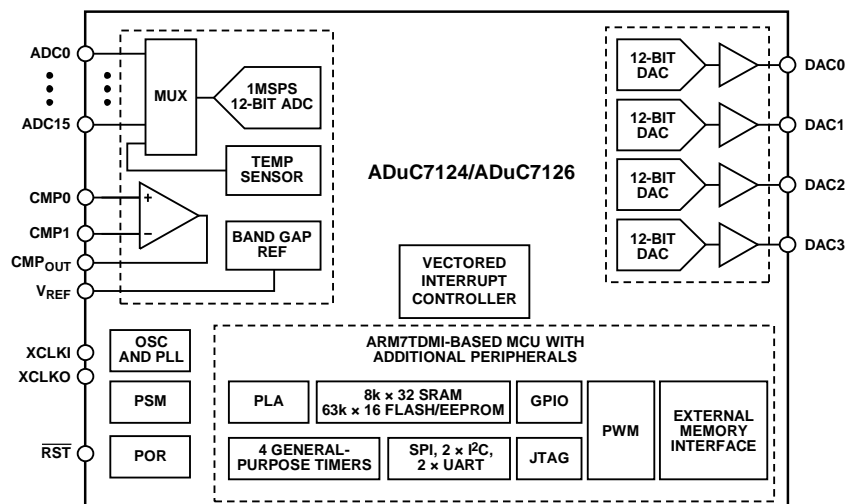 ADC0
ADC15
CMP0
CMP1
CMPOUT
VREF
XCLKI
XCLKO
RST
MUX
1MSPS
12-BIT ADC
TEMP
SENSOR
+
−
BAND GAP
REF
ADuC7124/ADuC7126
12-BIT
DAC
DAC0
12-BIT
DAC
DAC1
12-BIT
DAC
DAC2
12-BIT
DAC
DAC3
VECTORED
INTERRUPT
CONTROLLER
OSC
AND PLL
PSM
POR
ARM7TDMI-BASED MCU WITH
ADDITIONAL PERIPHERALS
PLA
8k × 32 SRAM
63k × 16 FLASH/EEPROM
GPIO
4 GENERAL-
PURPOSE TIMERS
SPI, 2 × I²C,
2 × UART
JTAG
PWM
EXTERNAL
MEMORY
INTERFACE